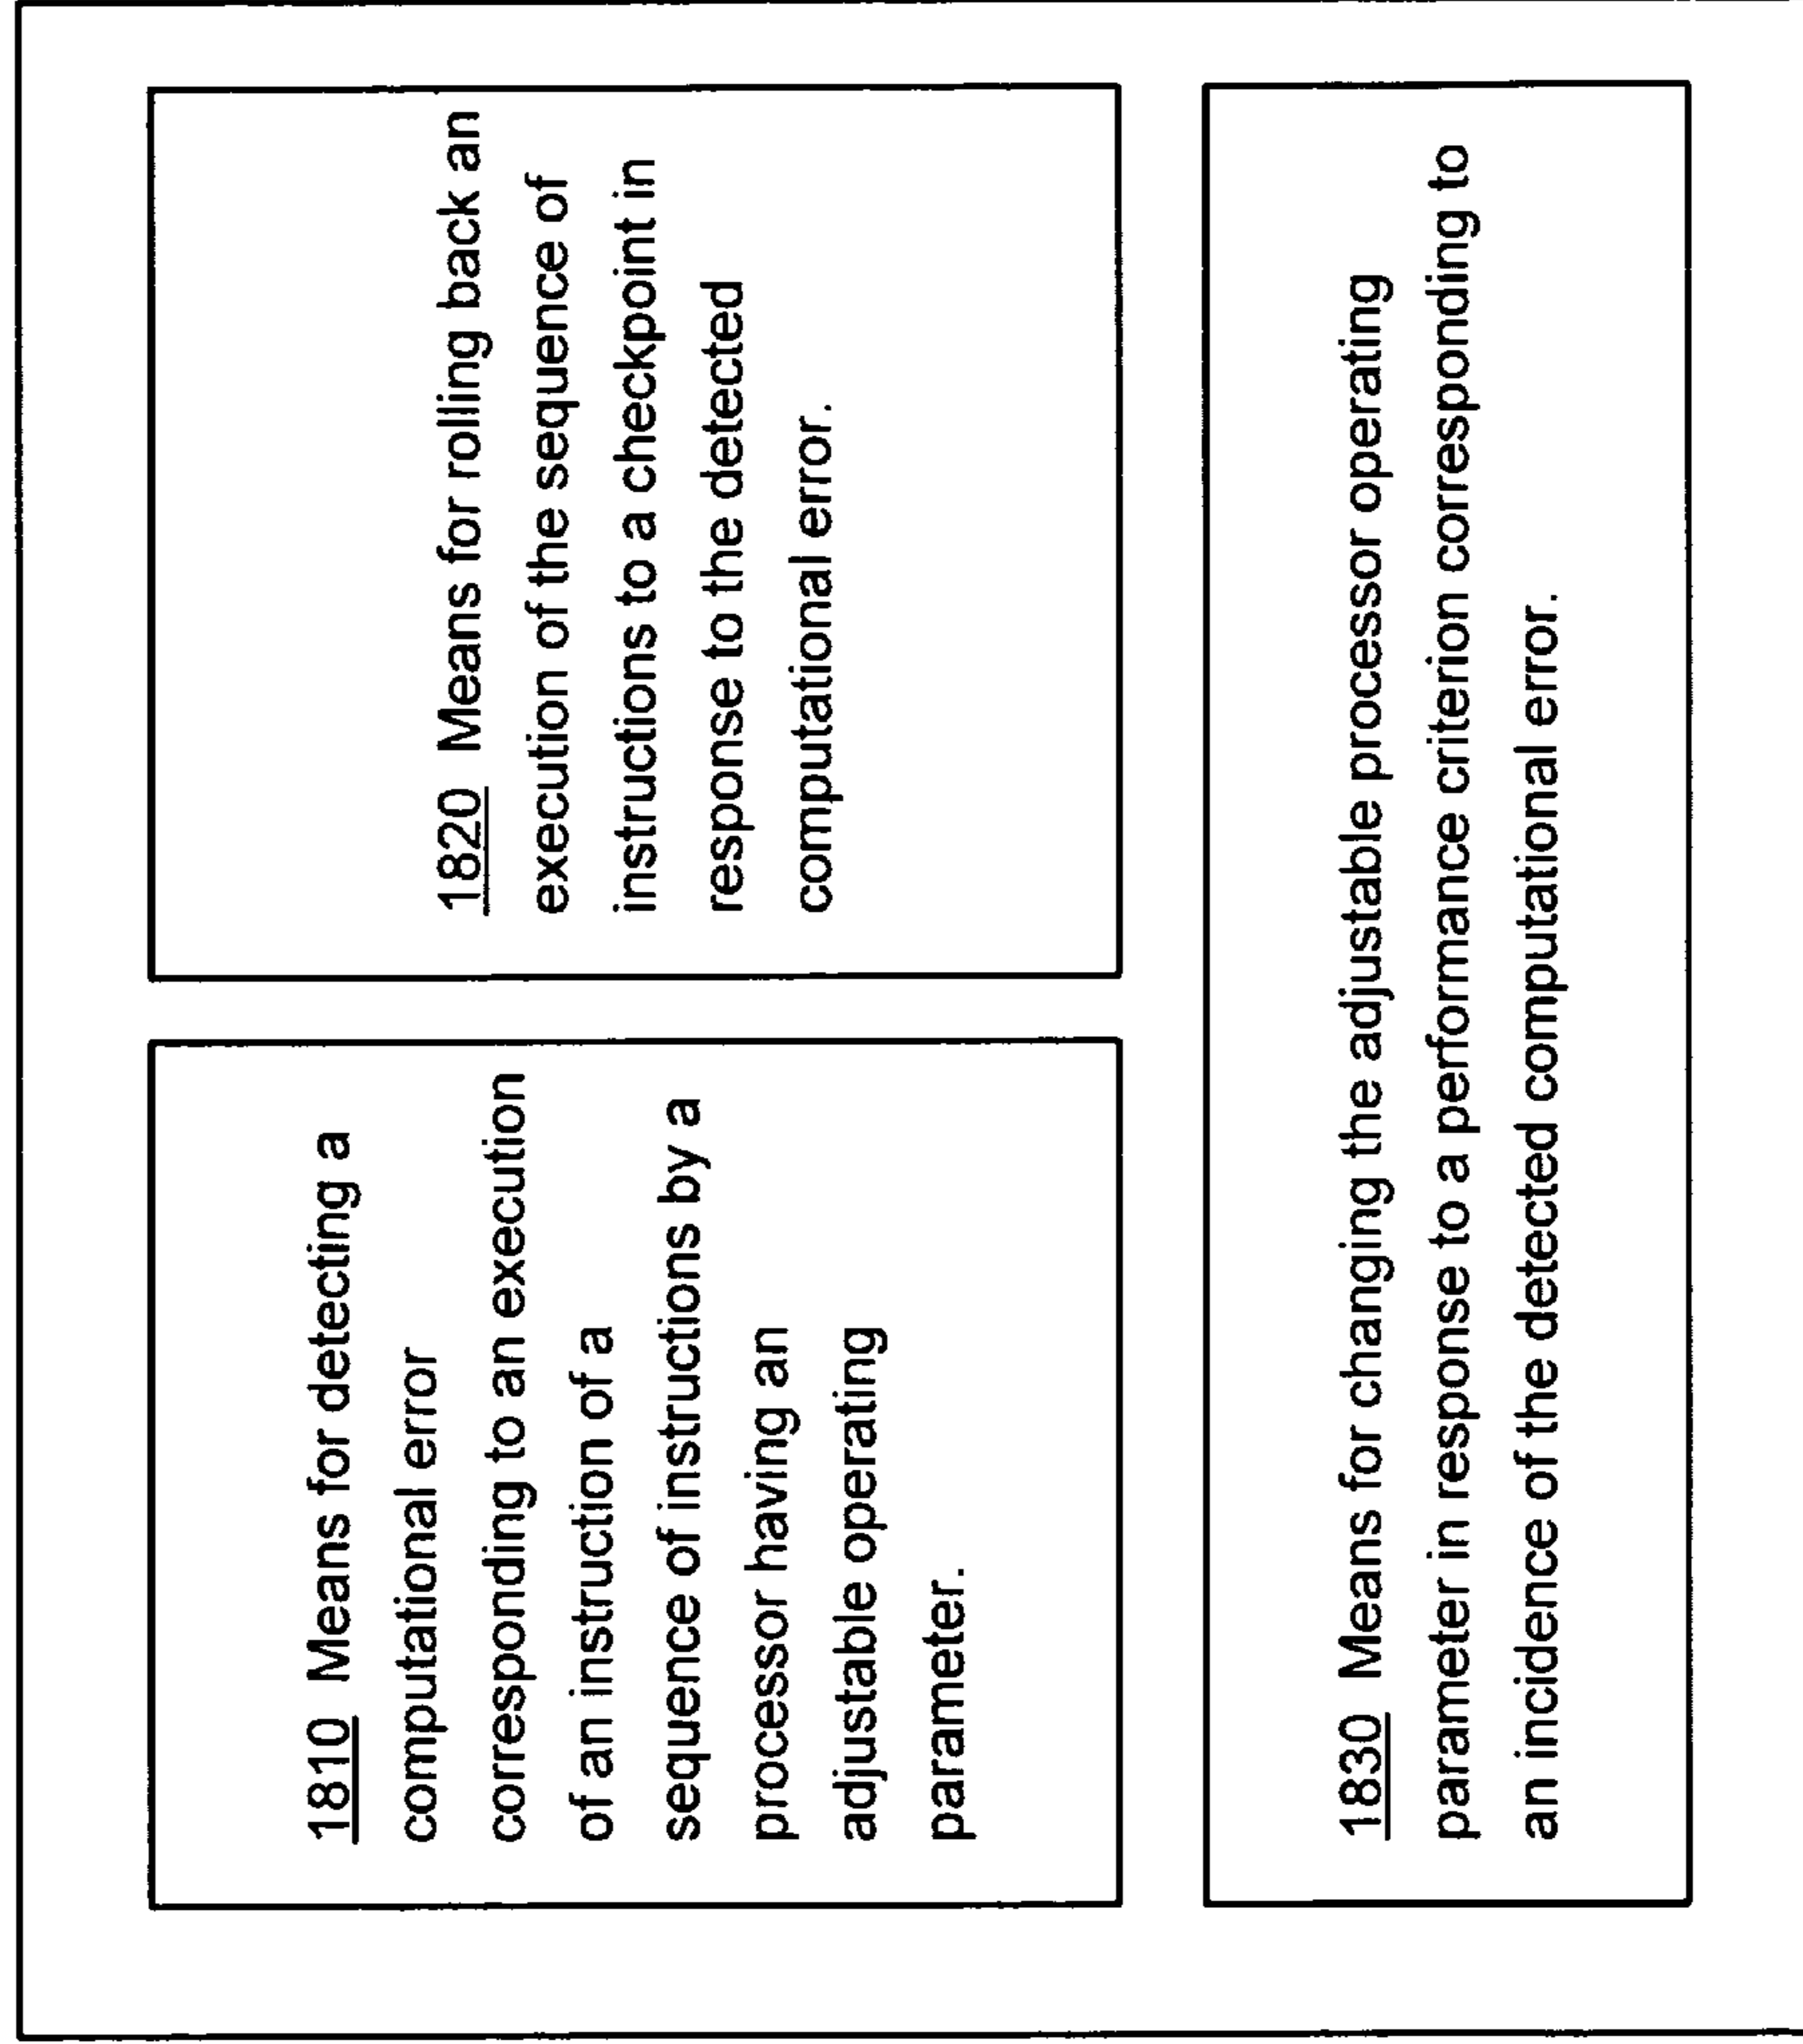 1810 Means for detecting a
computational error
corresponding to an execution
of an instruction of a
sequence of instructions by a
processor having an
adjustable operating
parameter.
1820 Means for rolling back an
execution of the sequence of
instructions to a checkpoint in
response to the detected
computational error.
1830 Means for changing the adjustable processor operating
parameter in response to a performance criterion corresponding to
an incidence of the detected computational error.